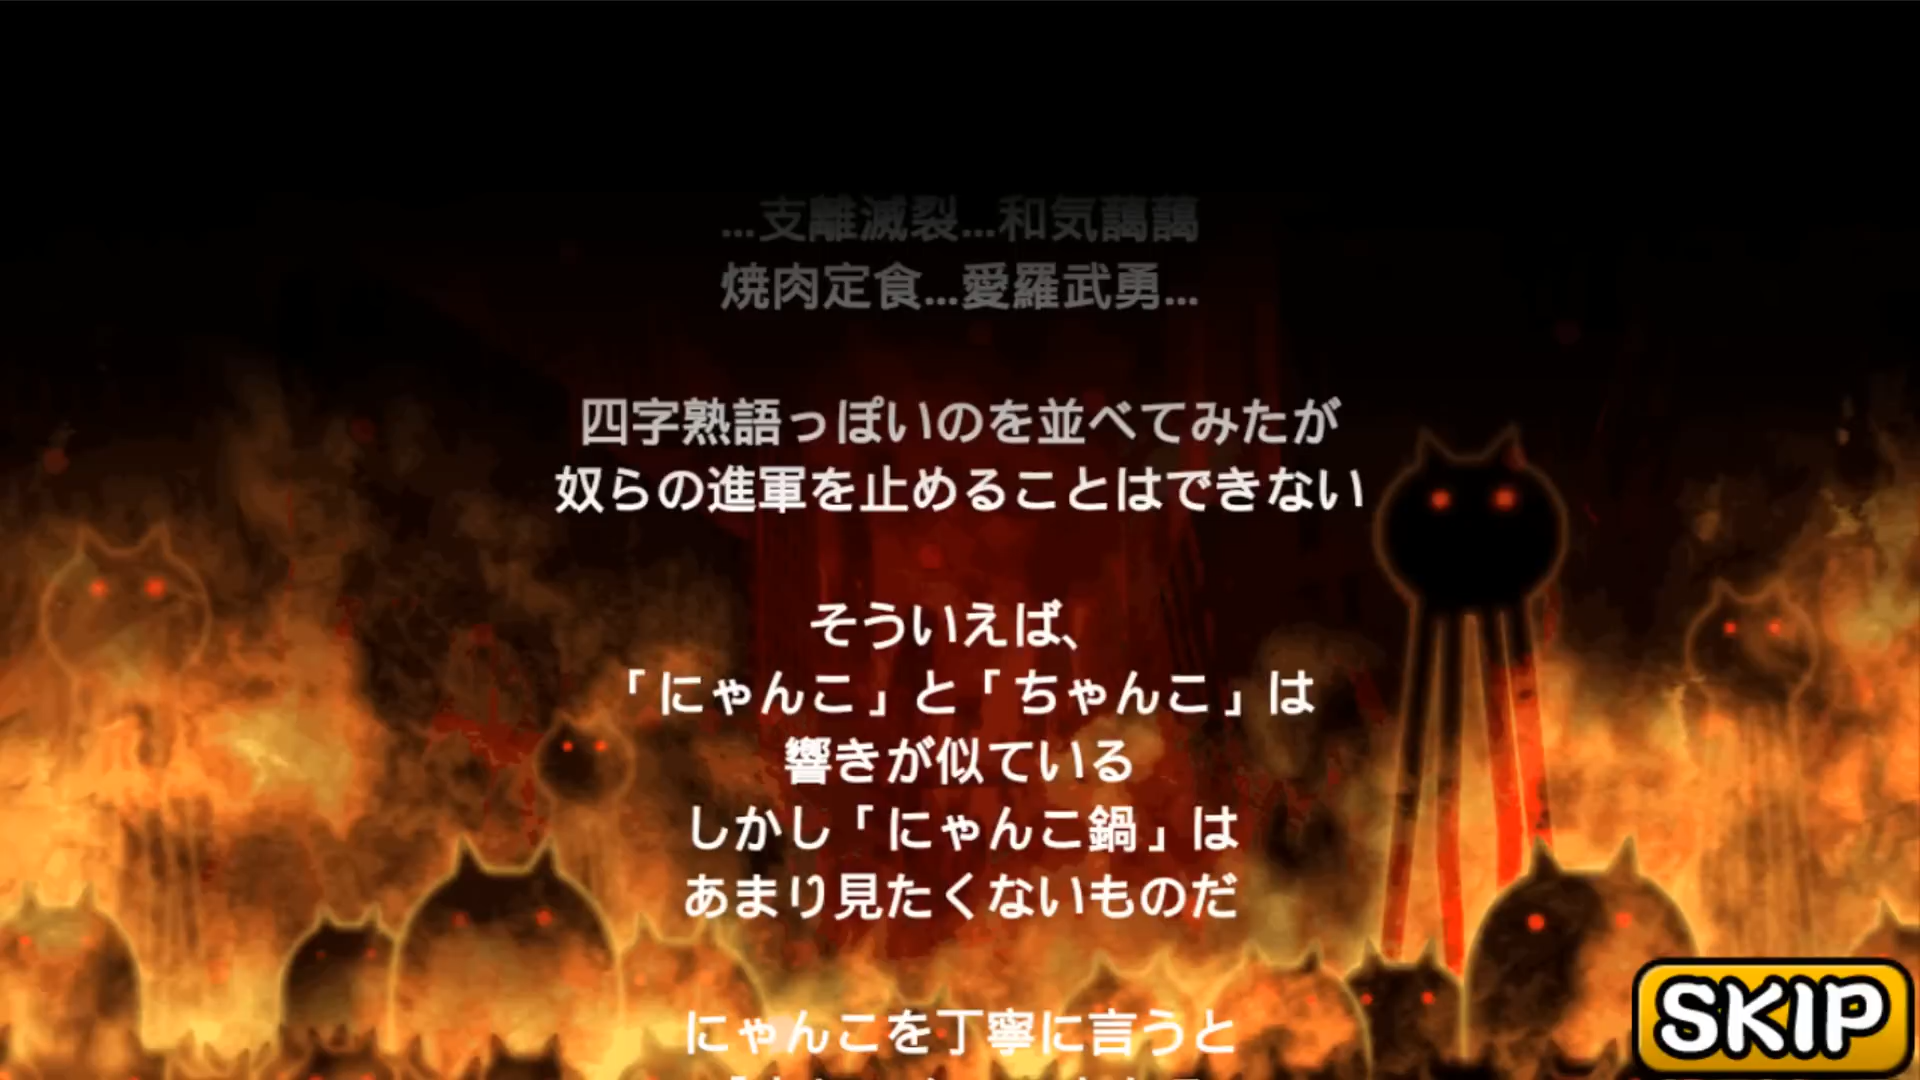 ...支離滅裂...和気藹藹
焼肉定食...愛羅武勇...
四字熟語っぽいのを並べてみたが
奴らの進軍を止めることはできない
そういえば、
「にゃんこ」と「ちゃんこ」は
響きが似ている
しかし「にゃんこ鍋」は
あまり見たくないものだ
にゃんこを丁寧に言うと
SKIP